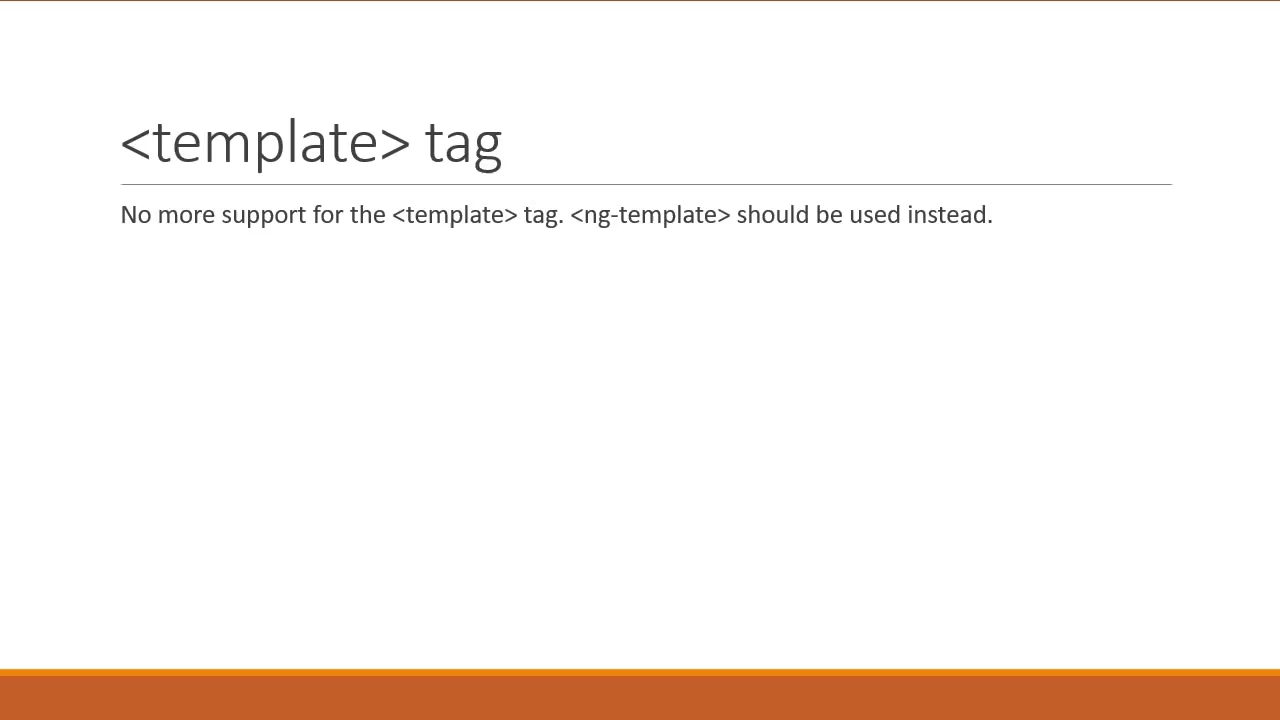 <template> tag
No more support for the <template> tag. <ng-template> should be used instead.